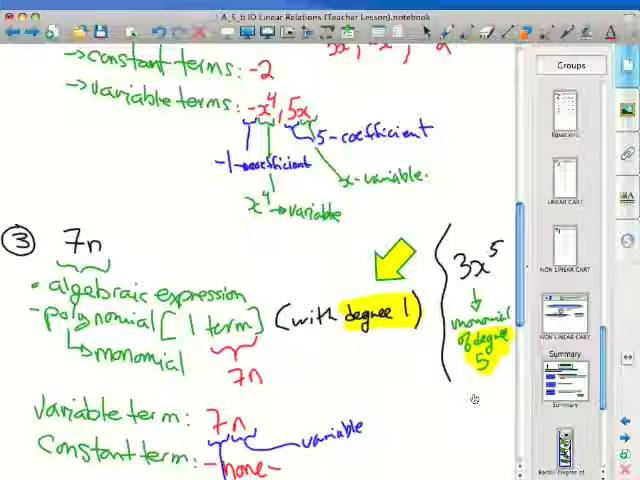 A_S_b ID Linear Relations (Teacher Lesson).notebook
→constant terms: -2
→variable terms: -x⁴, 5x
5-coefficient
-1→coefficient
x-variable
x⁴→variable
③ 7n
• algebraic expression
-polynomial [1 term] (with degree 1)
↳monomial
7n
3x⁵
↓
monomial
of degree
5
Variable term: 7n
variable
Constant term: -none-
Groups
Equations
LINEAR CART
NON LINEAR CART
NON LINEAR CART
Summary
Summary